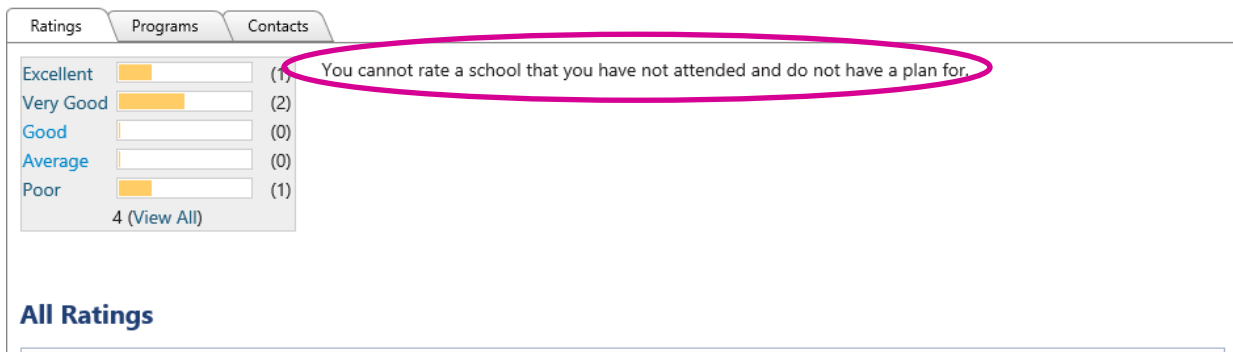 Ratings Programs Contacts
Excellent (1) You cannot rate a school that you have not attended and do not have a plan for.
Very Good (2)
Good (0)
Average (0)
Poor (1)
4 (View All)
All Ratings